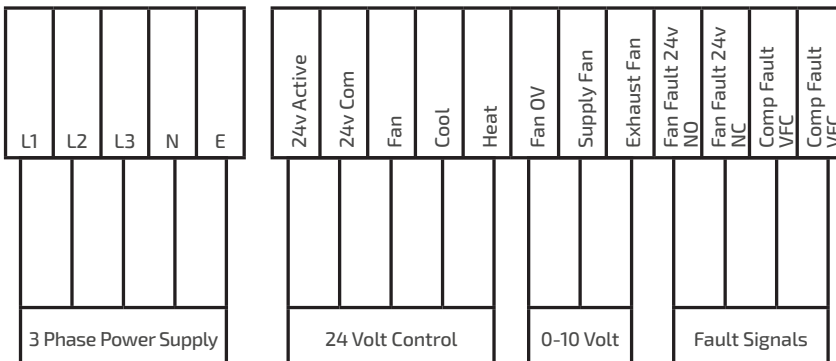 L1
L2
L3
N
E
24v Active
24v Com
Fan
Cool
Heat
Fan OV
Supply Fan
Exhaust Fan
Fan Fault 24v
NO
Fan Fault 24v
NC
Comp Fault
VFC
Comp Fault
VFC
3 Phase Power Supply
24 Volt Control
0-10 Volt
Fault Signals